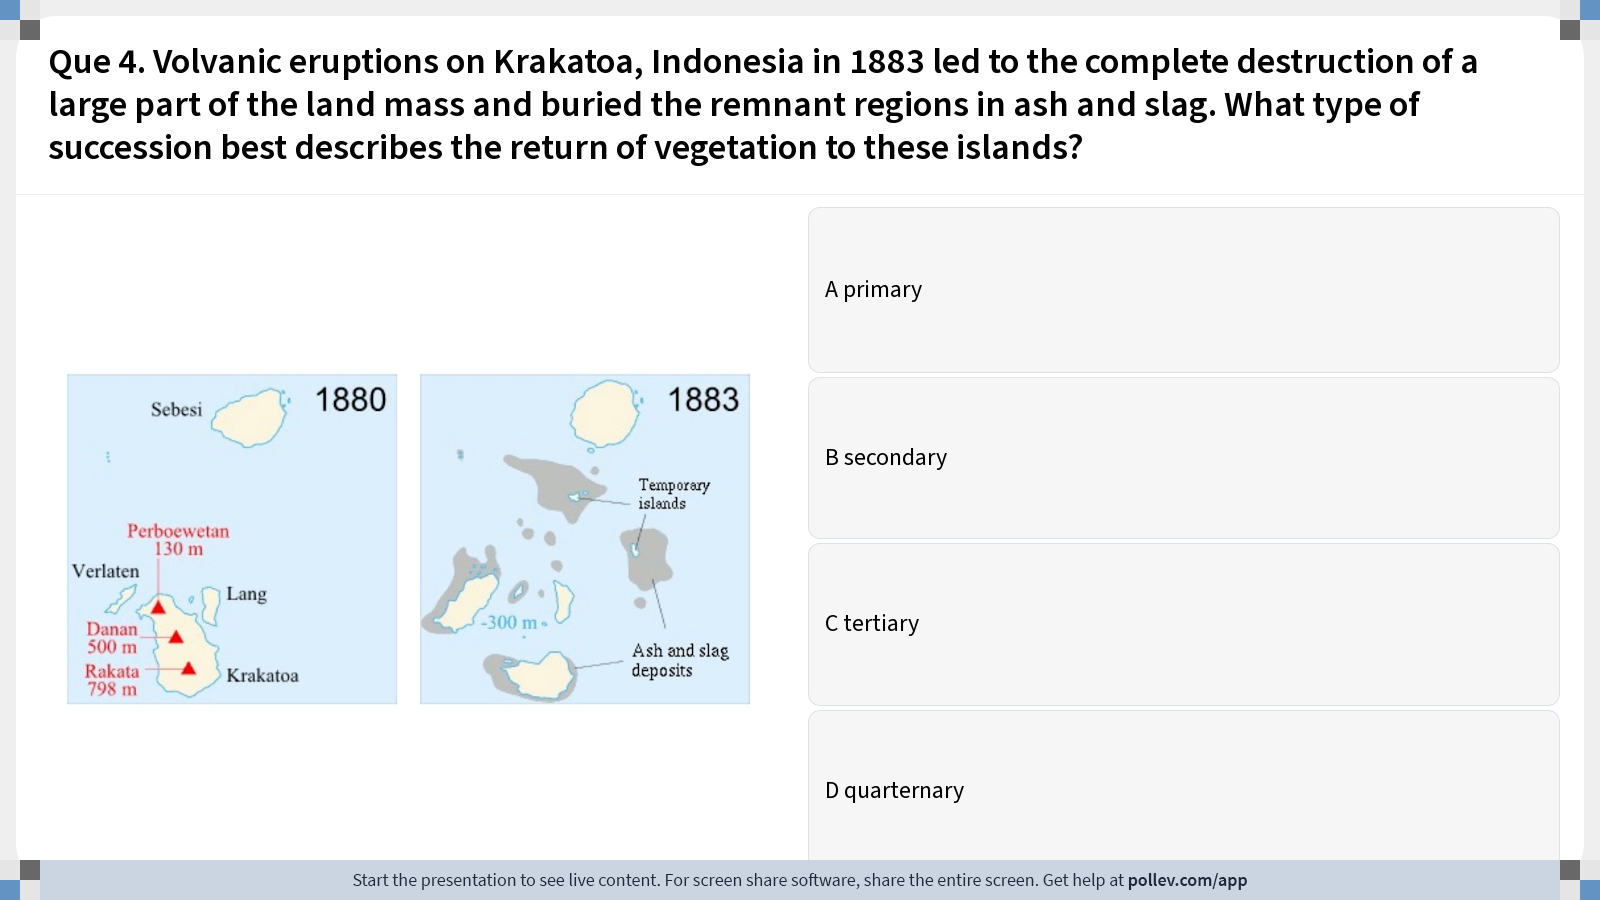 Que 4. Volvanic eruptions on Krakatoa, Indonesia in 1883 led to the complete destruction of a
large part of the land mass and buried the remnant regions in ash and slag. What type of
succession best describes the return of vegetation to these islands?
Sebesi
1880
Perboewetan
130 m
Verlaten
Lang
Danan
500 m
Rakata
798 m
Krakatoa
1883
Temporary
islands
-300 m
Ash and slag
deposits
A primary
B secondary
C tertiary
D quarternary
Start the presentation to see live content. For screen share software, share the entire screen. Get help at pollev.com/app